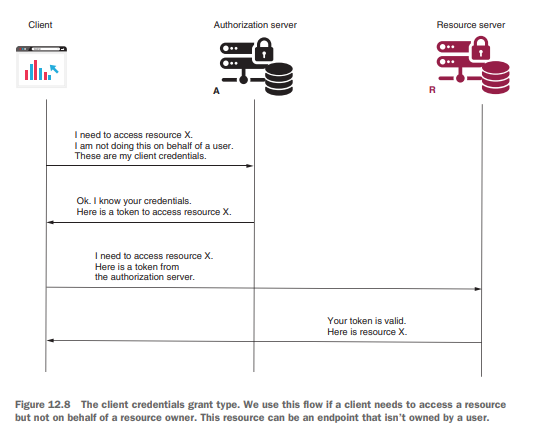 Client
Authorization server
Resource server
A
R
I need to access resource X.
I am not doing this on behalf of a user.
These are my client credentials.
Ok. I know your credentials.
Here is a token to access resource X.
I need to access resource X.
Here is a token from
the authorization server.
Your token is valid.
Here is resource X.
Figure 12.8 The client credentials grant type. We use this flow if a client needs to access a resource
but not on behalf of a resource owner. This resource can be an endpoint that isn't owned by a user.